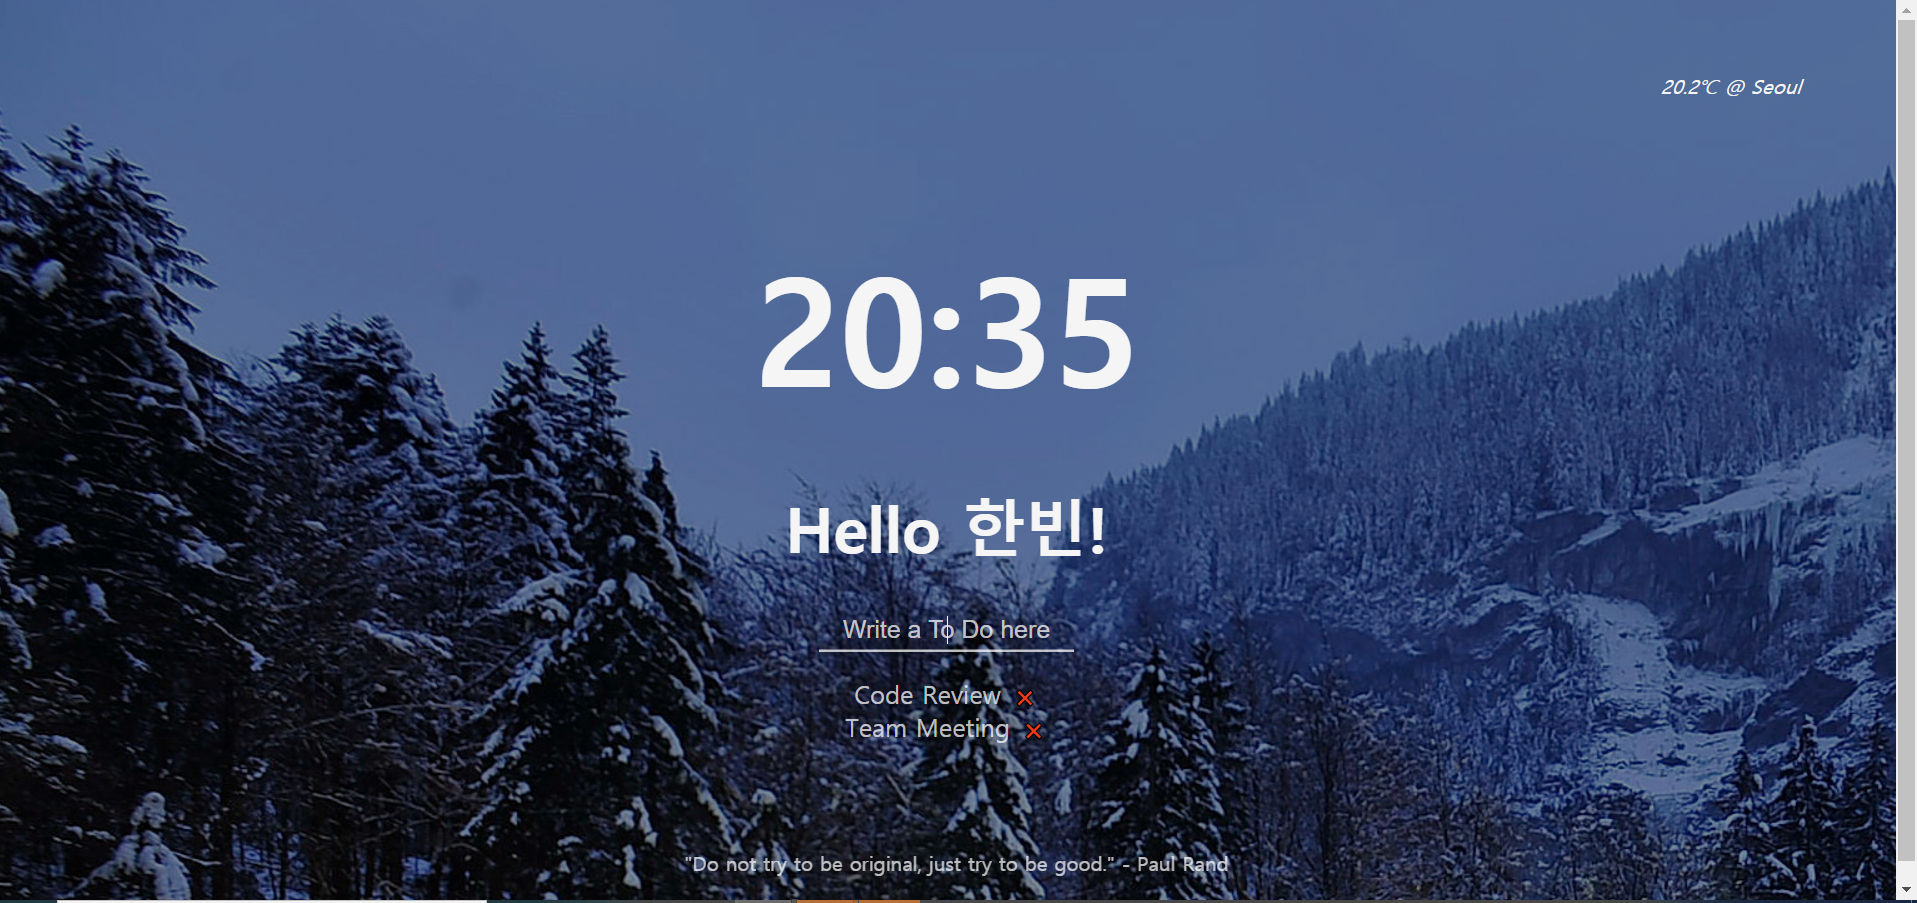 20.2℃ @ Seoul
20:35
Hello 한빈!
Write a To Do here
Code Review ❌
Team Meeting ❌
"Do not try to be original, just try to be good." - Paul Rand